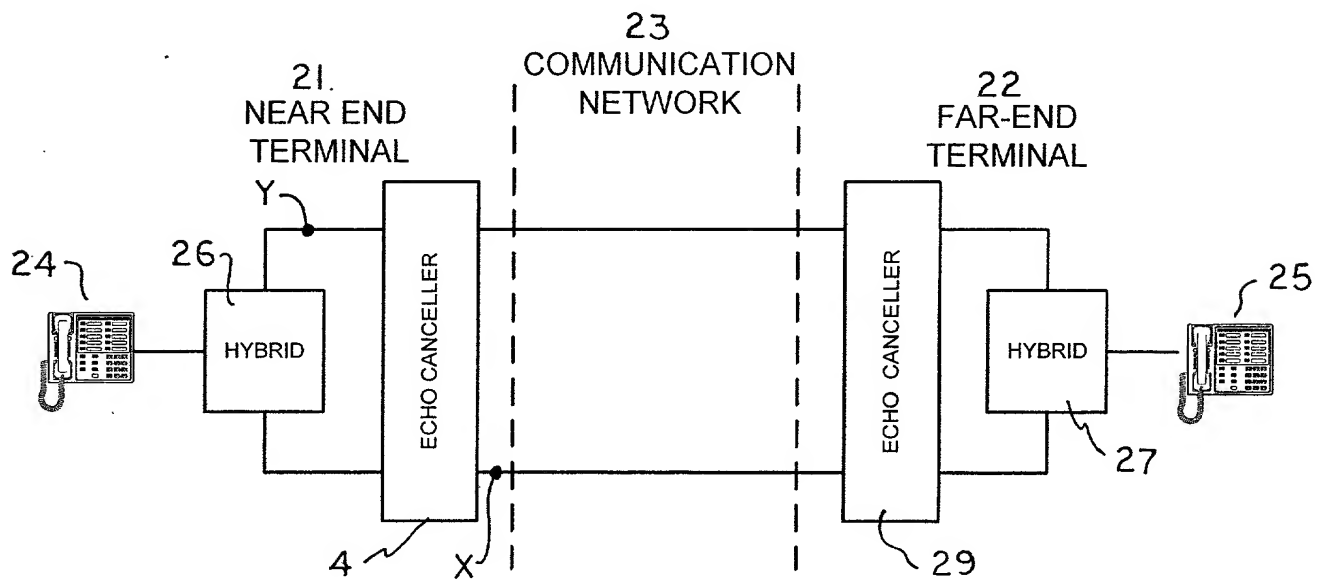 23
COMMUNICATION
NETWORK
21.
NEAR END
TERMINAL
22
FAR-END
TERMINAL
Y
24
26
25
HYBRID
ECHO CANCELLER
ECHO CANCELLER
HYBRID
27
4
X
29